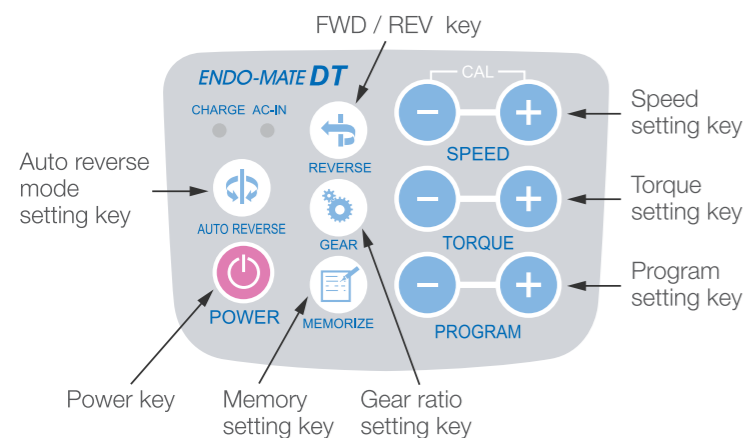 FWD / REV key
ENDO-MATE DT
CAL
CHARGE AC-IN
- +
Speed
setting key
REVERSE
SPEED
Auto reverse
mode
setting key
- +
Torque
setting key
AUTO REVERSE
GEAR
TORQUE
- +
Program
setting key
POWER
MEMORIZE
PROGRAM
Power key
Memory
setting key
Gear ratio
setting key